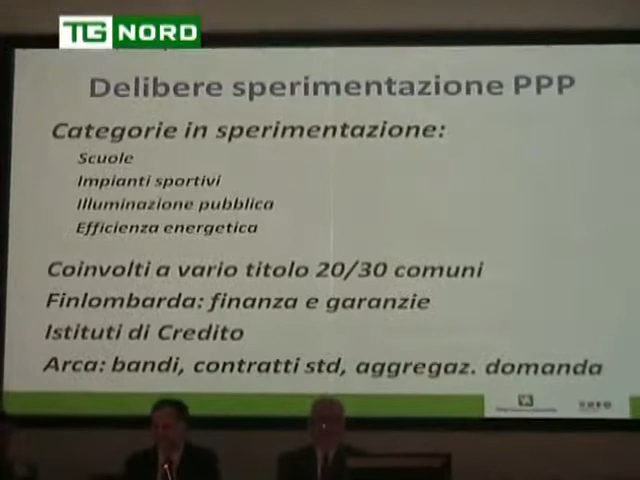 TG NORD
Delibere sperimentazione PPP
Categorie in sperimentazione:
Scuole
Impianti sportivi
Illuminazione pubblica
Efficienza energetica
Coinvolti a vario titolo 20/30 comuni
Finlombarda: finanza e garanzie
Istituti di Credito
Arca: bandi, contratti std, aggregaz. domanda